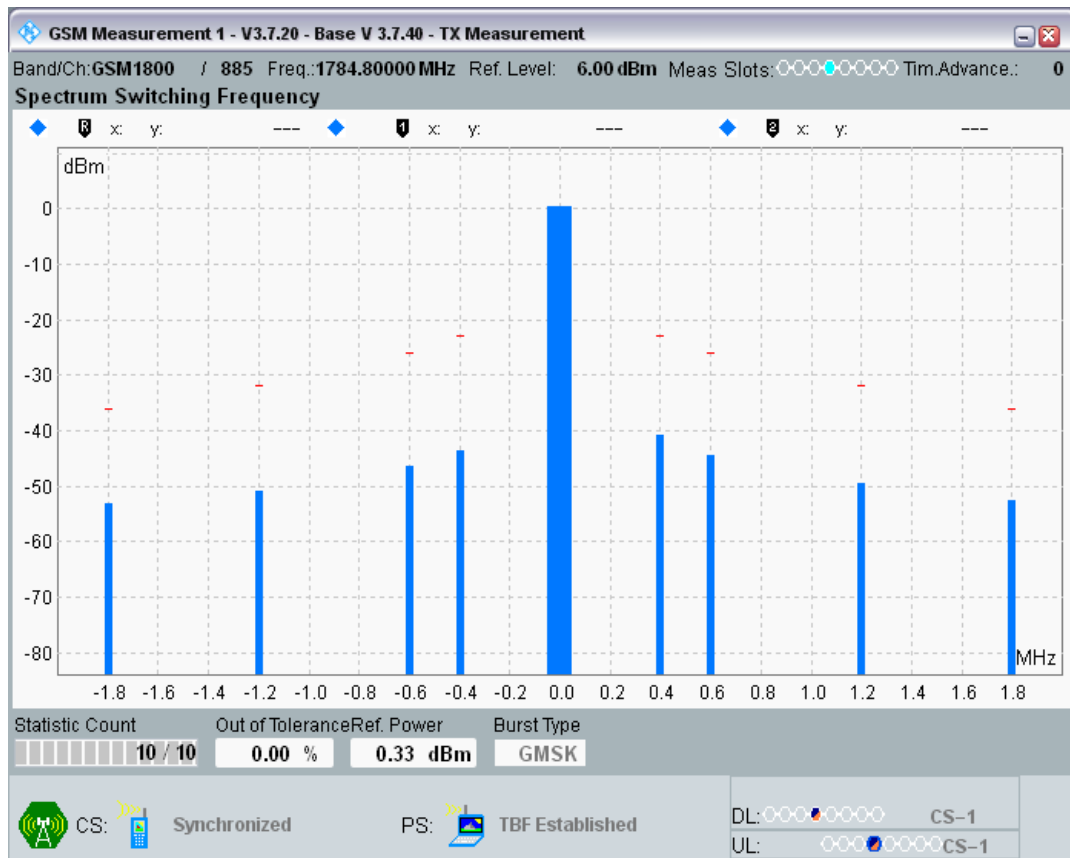 GSM Measurement 1 - V3.7.20 - Base V 3.7.40 - TX Measurement
Band/Ch:GSM1800 / 885 Freq.:1784.80000 MHz Ref. Level: 6.00 dBm Meas Slots: Tim.Advance.: 0
Spectrum Switching Frequency
R x: y: --- 1 x: y: --- 2 x: y: ---
dBm
0
-10
-20
-30
-40
-50
-60
-70
-80
MHz
-1.8 -1.6 -1.4 -1.2 -1.0 -0.8 -0.6 -0.4 -0.2 0.0 0.2 0.4 0.6 0.8 1.0 1.2 1.4 1.6 1.8
Statistic Count Out of Tolerance Ref. Power Burst Type
10 / 10 0.00 % 0.33 dBm GMSK
CS: Synchronized PS: TBF Established DL: CS-1
UL: CS-1